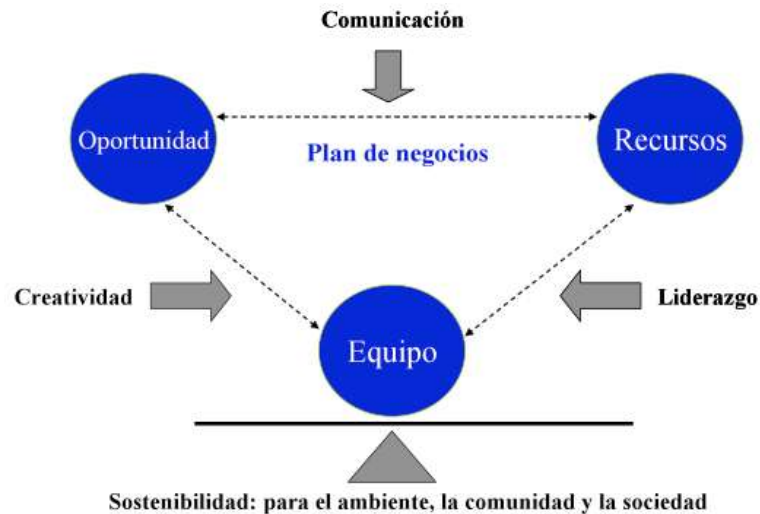 Comunicación
Oportunidad
Recursos
Plan de negocios
Creatividad
Liderazgo
Equipo
Sostenibilidad: para el ambiente, la comunidad y la sociedad